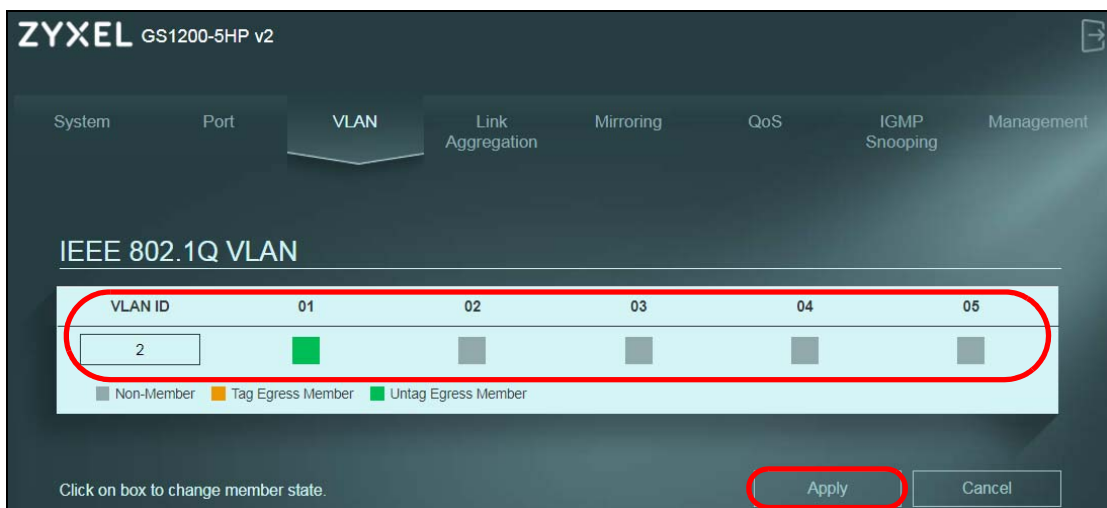 ZYXEL GS1200-5HP v2
System Port VLAN Link Aggregation Mirroring QoS IGMP Snooping Management
IEEE 802.1Q VLAN
VLAN ID 01 02 03 04 05
2
Non-Member Tag Egress Member Untag Egress Member
Click on box to change member state. Apply Cancel